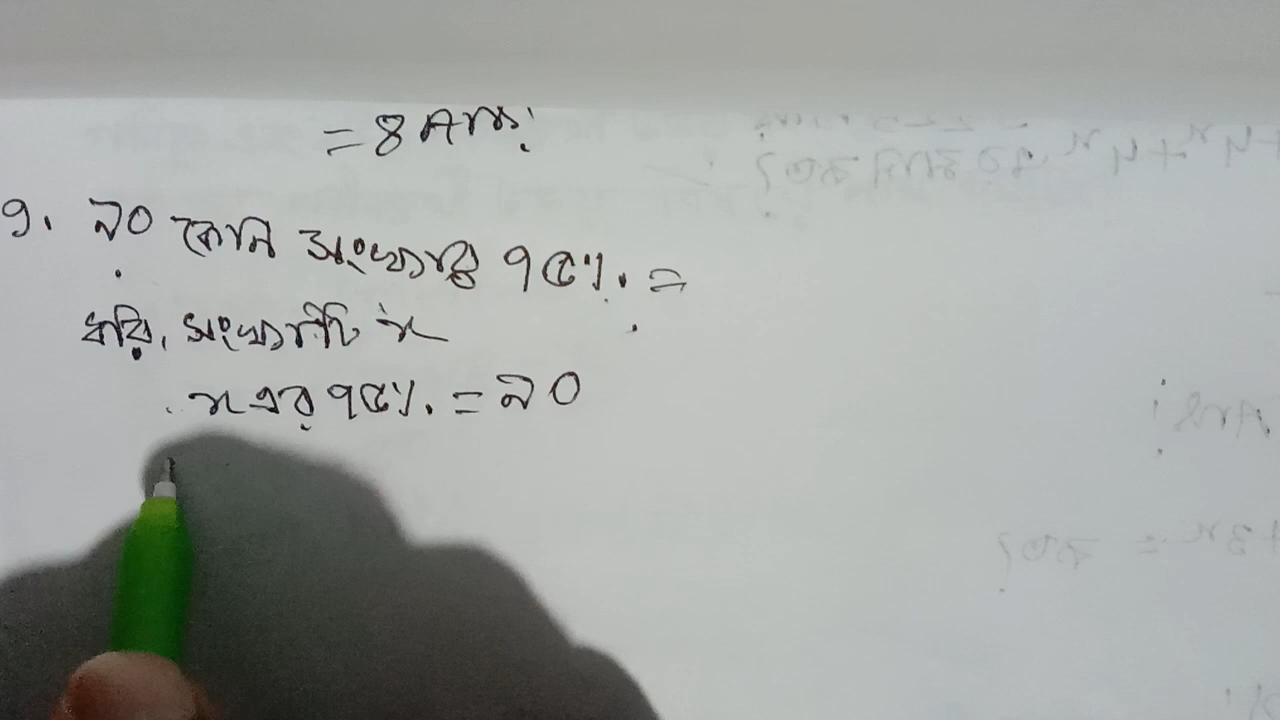 = 8 Ans:
৭. ৯০ কোন সংখ্যার ৭৫% =
ধরি, সংখ্যাটি x
x এর ৭৫% = ৯০